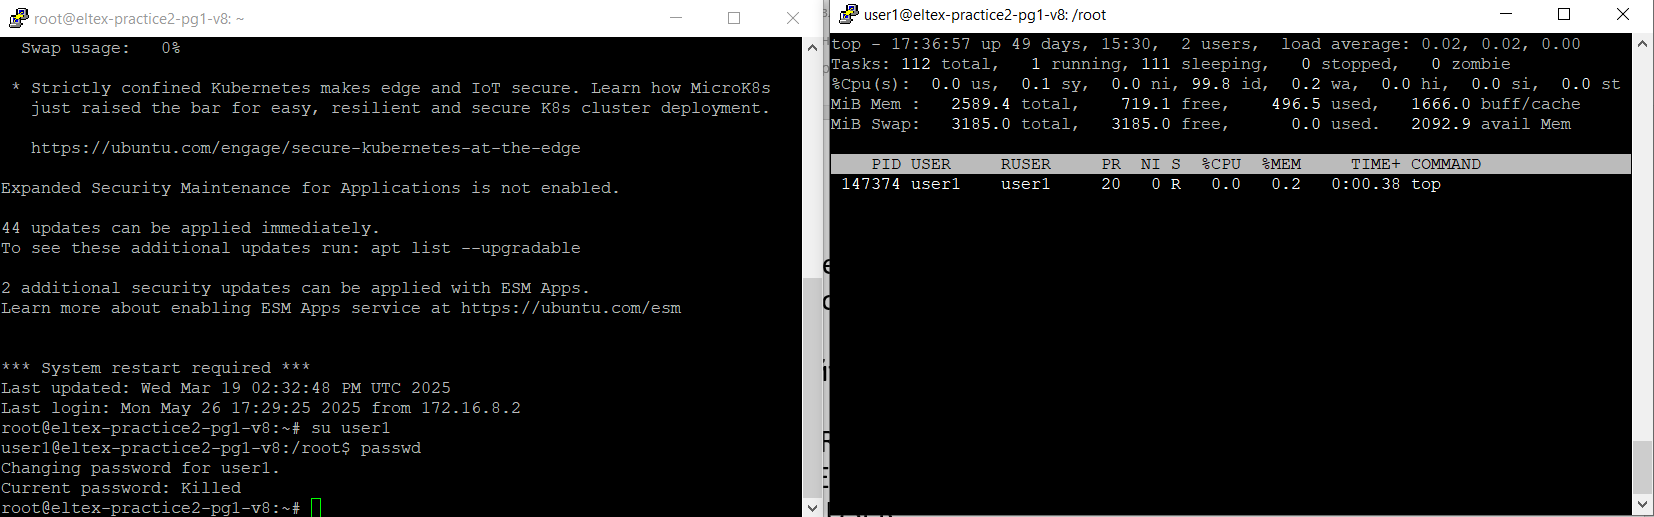 root@eltex-practice2-pg1-v8: ~
Swap usage:   0%
* Strictly confined Kubernetes makes edge and IoT secure. Learn how MicroK8s
just raised the bar for easy, resilient and secure K8s cluster deployment.
https://ubuntu.com/engage/secure-kubernetes-at-the-edge
Expanded Security Maintenance for Applications is not enabled.
44 updates can be applied immediately.
To see these additional updates run: apt list --upgradable
2 additional security updates can be applied with ESM Apps.
Learn more about enabling ESM Apps service at https://ubuntu.com/esm
*** System restart required ***
Last updated: Wed Mar 19 02:32:48 PM UTC 2025
Last login: Mon May 26 17:29:25 2025 from 172.16.8.2
root@eltex-practice2-pg1-v8:~# su user1
user1@eltex-practice2-pg1-v8:/root$ passwd
Changing password for user1.
Current password: Killed
root@eltex-practice2-pg1-v8:~#
user1@eltex-practice2-pg1-v8: /root
top - 17:36:57 up 49 days, 15:30,  2 users,  load average: 0.02, 0.02, 0.00
Tasks: 112 total,   1 running, 111 sleeping,   0 stopped,   0 zombie
%Cpu(s):  0.0 us,  0.1 sy,  0.0 ni, 99.8 id,  0.2 wa,  0.0 hi,  0.0 si,  0.0 st
MiB Mem :   2589.4 total,    719.1 free,    496.5 used,   1666.0 buff/cache
MiB Swap:   3185.0 total,   3185.0 free,      0.0 used.   2092.9 avail Mem
PID USER     RUSER     PR  NI S  %CPU  %MEM     TIME+ COMMAND
147374 user1    user1     20   0 R   0.0   0.2   0:00.38 top